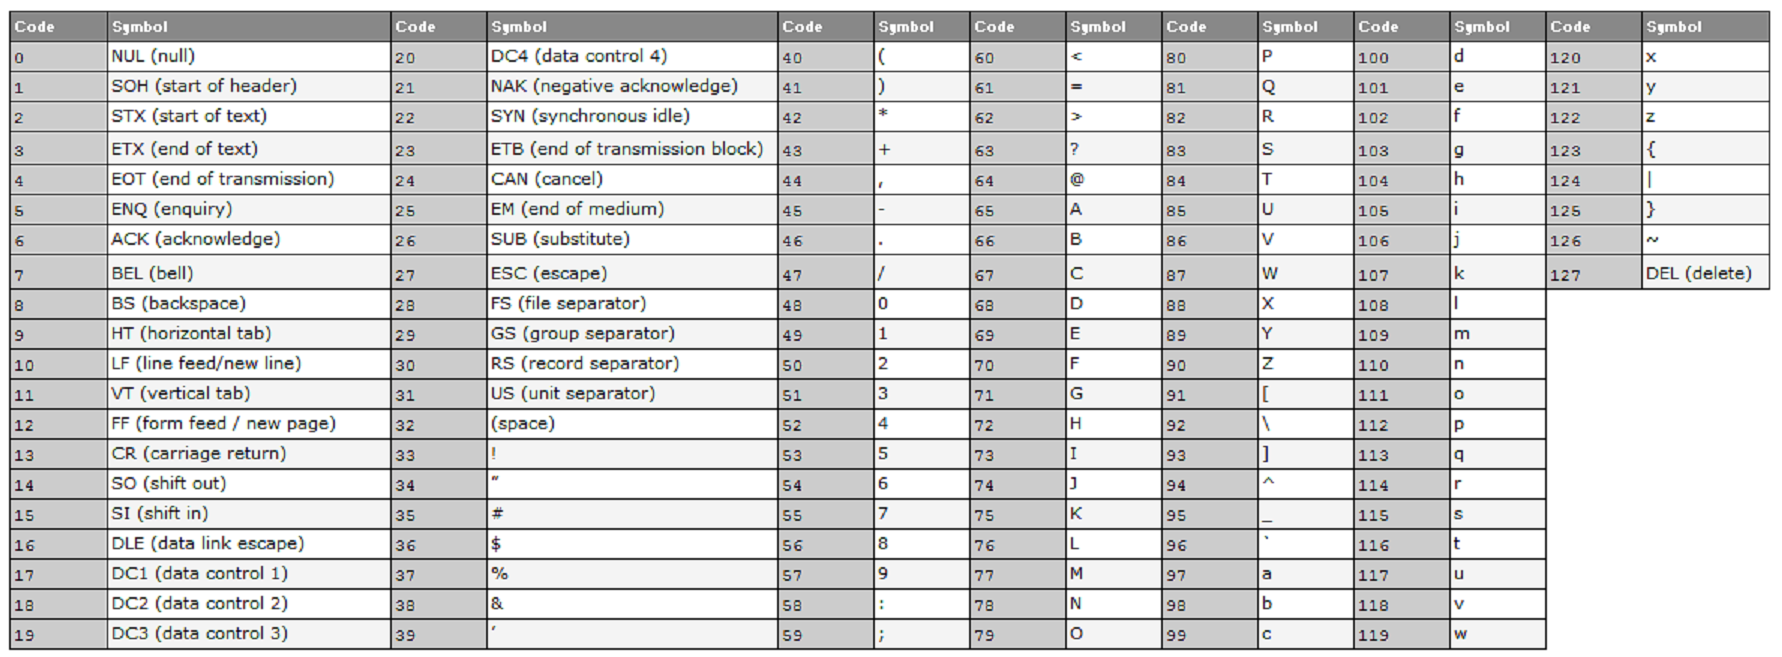 Code Symbol Code Symbol Code Symbol Code Symbol Code Symbol Code Symbol Code Symbol
0 NUL (null) 20 DC4 (data control 4) 40 ( 60 < 80 P 100 d 120 x
1 SOH (start of header) 21 NAK (negative acknowledge) 41 ) 61 = 81 Q 101 e 121 y
2 STX (start of text) 22 SYN (synchronous idle) 42 * 62 > 82 R 102 f 122 z
3 ETX (end of text) 23 ETB (end of transmission block) 43 + 63 ? 83 S 103 g 123 {
4 EOT (end of transmission) 24 CAN (cancel) 44 , 64 @ 84 T 104 h 124 |
5 ENQ (enquiry) 25 EM (end of medium) 45 - 65 A 85 U 105 i 125 }
6 ACK (acknowledge) 26 SUB (substitute) 46 . 66 B 86 V 106 j 126 ~
7 BEL (bell) 27 ESC (escape) 47 / 67 C 87 W 107 k 127 DEL (delete)
8 BS (backspace) 28 FS (file separator) 48 0 68 D 88 X 108 l
9 HT (horizontal tab) 29 GS (group separator) 49 1 69 E 89 Y 109 m
10 LF (line feed/new line) 30 RS (record separator) 50 2 70 F 90 Z 110 n
11 VT (vertical tab) 31 US (unit separator) 51 3 71 G 91 [ 111 o
12 FF (form feed / new page) 32 (space) 52 4 72 H 92 \ 112 p
13 CR (carriage return) 33 ! 53 5 73 I 93 ] 113 q
14 SO (shift out) 34 " 54 6 74 J 94 ^ 114 r
15 SI (shift in) 35 # 55 7 75 K 95 _ 115 s
16 DLE (data link escape) 36 $ 56 8 76 L 96 ` 116 t
17 DC1 (data control 1) 37 % 57 9 77 M 97 a 117 u
18 DC2 (data control 2) 38 & 58 : 78 N 98 b 118 v
19 DC3 (data control 3) 39 ′ 59 ; 79 O 99 c 119 w